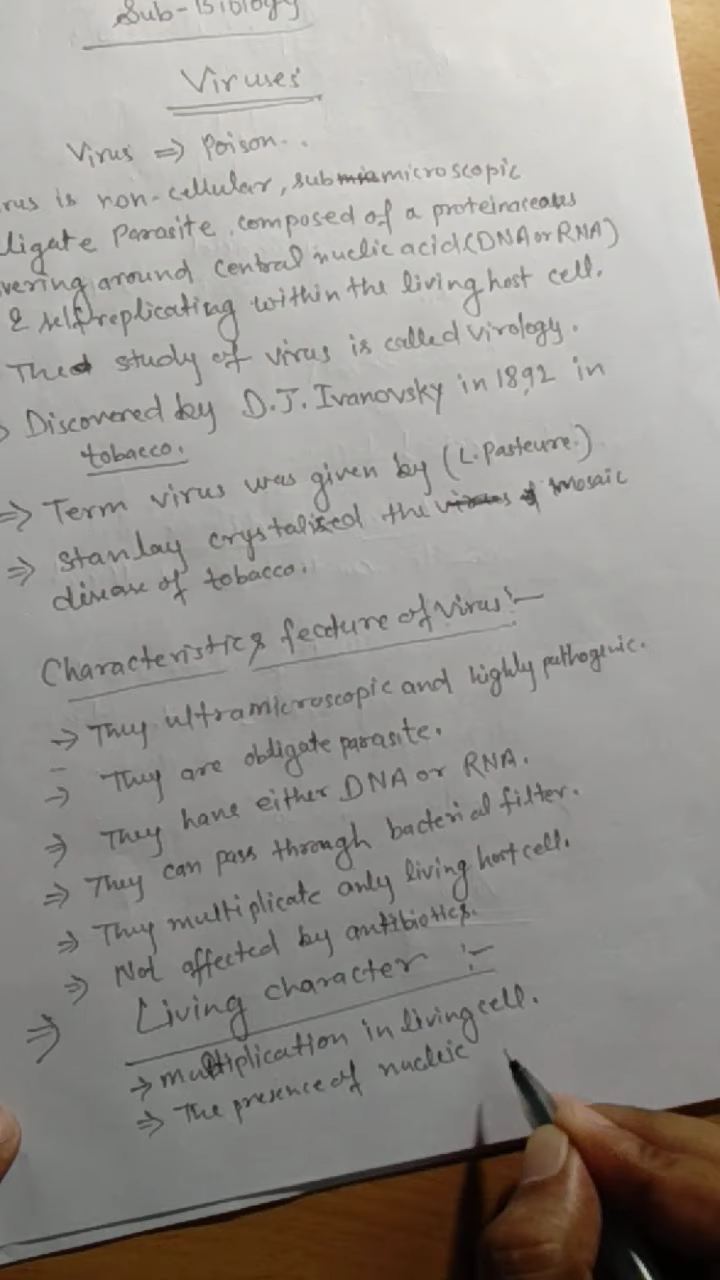 Sub-Biology
Viruses
Virus ⇒ Poison..
rus is non-cellular, submicroscopic
ligate Parasite, composed of a proteinaceaus
vering around central nuclic acid (DNA or RNA)
& self replicating within the living host cell.
The study of virus is called virology.
Discovered by D.J. Ivanovsky in 1892 in
tobacco.
⇒ Term virus was given by (L. Pasteure.)
⇒ Stanlay crystalized the mosaic
disease of tobacco.
Characteristics feature of virus:-
→ They ultramicroscopic and highly pathogenic.
→ They are obligate parasite.
⇒ They have either DNA or RNA.
⇒ They can pass through bacterial filter.
⇒ They multiplicate only living host cell.
⇒ Not affected by antibiotics.
⇒ Living character :-
→ Multiplication in living cell.
⇒ The presence of nucleic